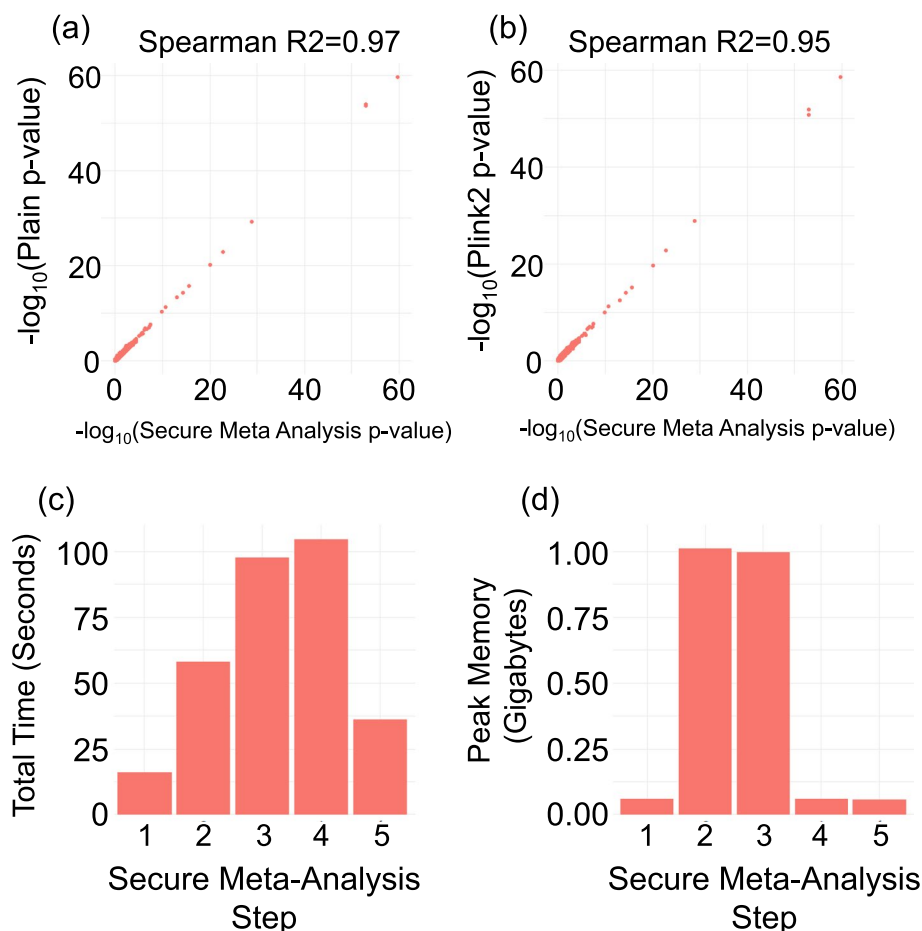 (a)
Spearman R2=0.97
-log10(Plain p-value)
60
40
20
0
0 20 40 60
-log10(Secure Meta Analysis p-value)
(b)
Spearman R2=0.95
-log10(Plink2 p-value)
60
40
20
0
0 20 40 60
-log10(Secure Meta Analysis p-value)
(c)
Total Time (Seconds)
100
75
50
25
0
1 2 3 4 5
Secure Meta-Analysis
Step
(d)
Peak Memory
(Gigabytes)
1.00
0.75
0.50
0.25
0.00
1 2 3 4 5
Secure Meta-Analysis
Step